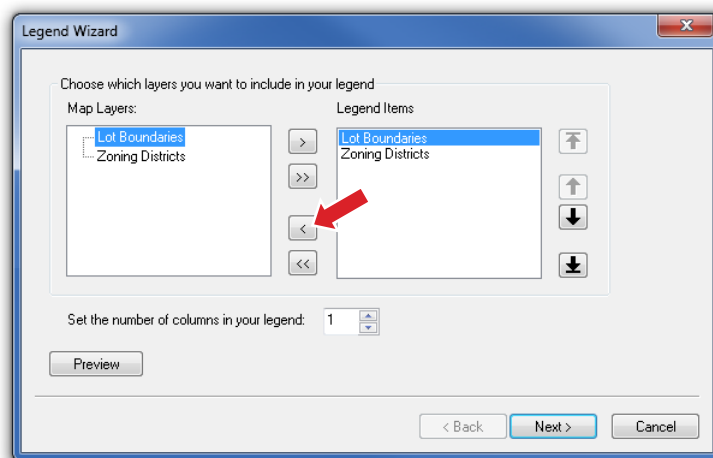 Legend Wizard
Choose which layers you want to include in your legend
Map Layers:
Legend Items
Lot Boundaries
Zoning Districts
>
>>
<
<<
Lot Boundaries
Zoning Districts
Set the number of columns in your legend: 1
Preview
< Back Next > Cancel